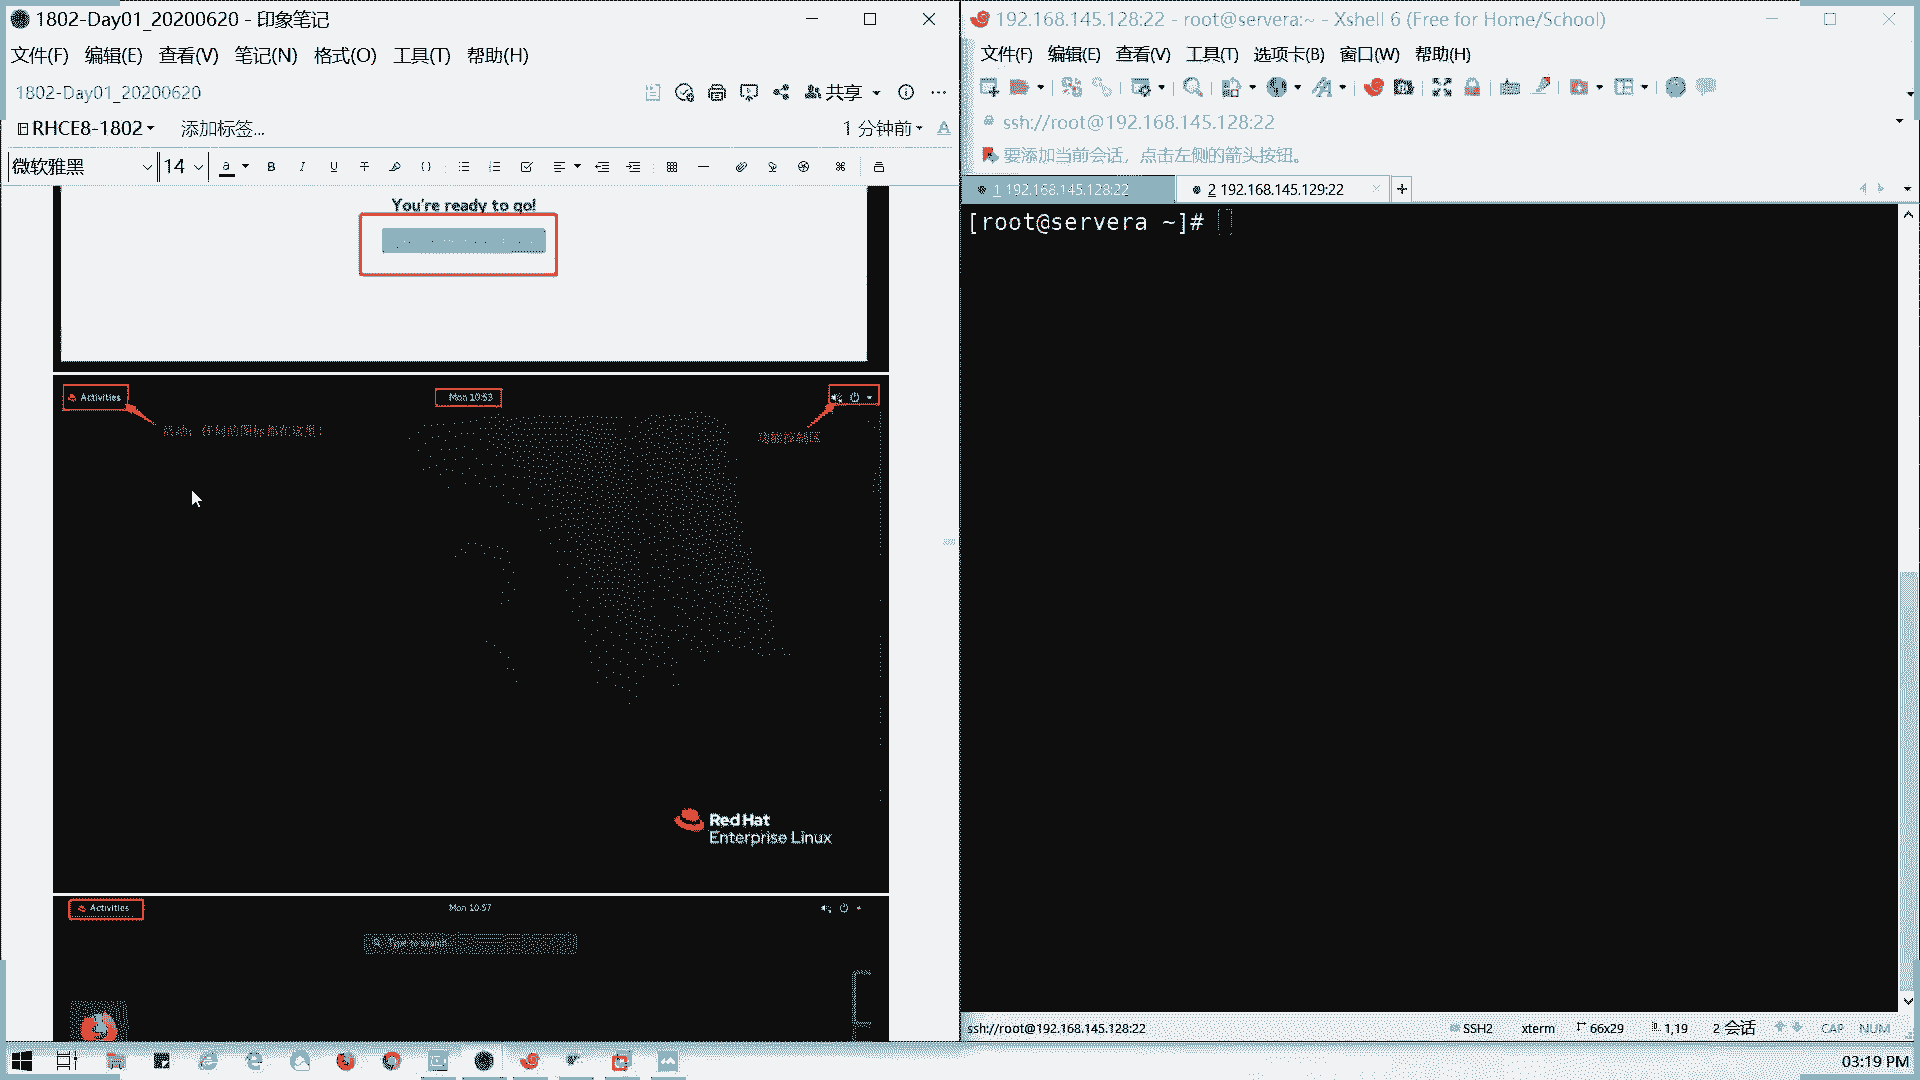 1802-Day01_20200620 - 印象笔记
文件(F) 编辑(E) 查看(V) 笔记(N) 格式(O) 工具(T) 帮助(H)
1802-Day01_20200620
共享
RHCE8-1802 添加标签...
1 分钟前
微软雅黑 14
You're ready to go!
Activities
Mon 10:53
活动：任何的图标都在这里！
功能控制区
Red Hat
Enterprise Linux
Activities
Mon 10:57
Type to search
192.168.145.128:22 - root@servera:~ - Xshell 6 (Free for Home/School)
文件(F) 编辑(E) 查看(V) 工具(T) 选项卡(B) 窗口(W) 帮助(H)
ssh://root@192.168.145.128:22
要添加当前会话，点击左侧的箭头按钮。
1 192.168.145.128:22
2 192.168.145.129:22
[root@servera ~]#
ssh://root@192.168.145.128:22
SSH2
xterm
66x29
1,19
2 会话
CAP
NUM
03:19 PM